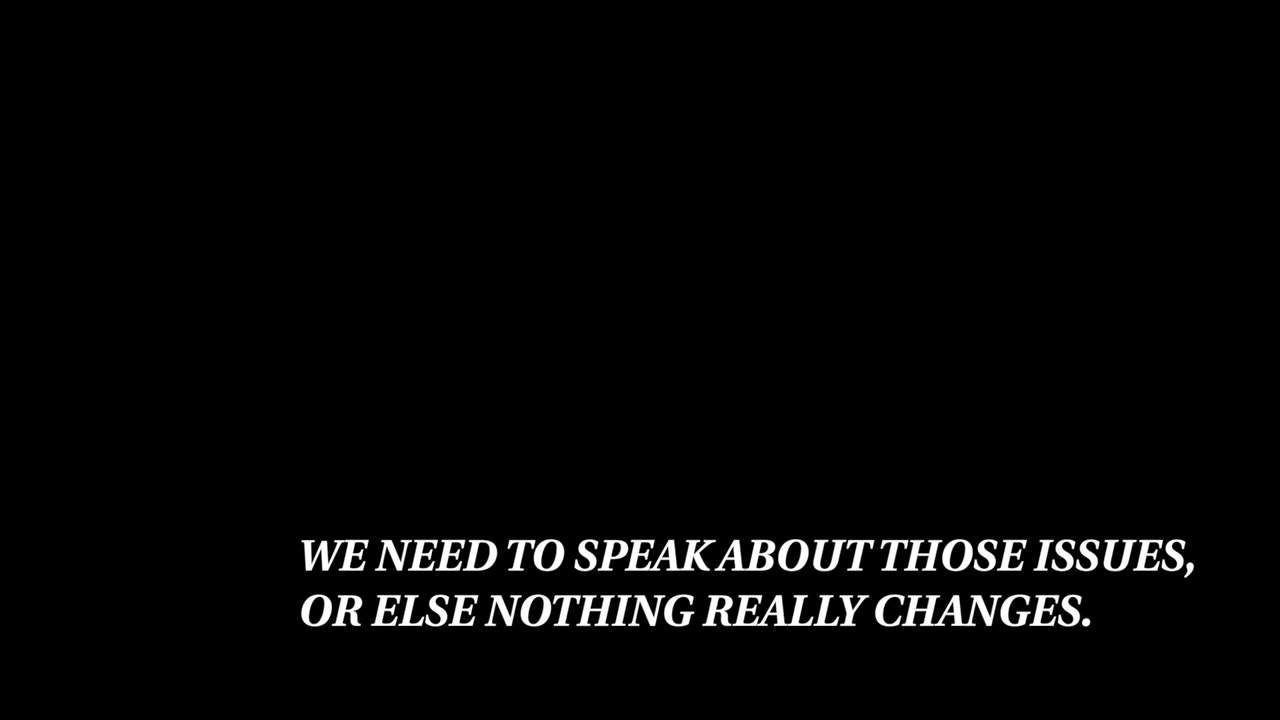 WE NEED TO SPEAK ABOUT THOSE ISSUES,
OR ELSE NOTHING REALLY CHANGES.